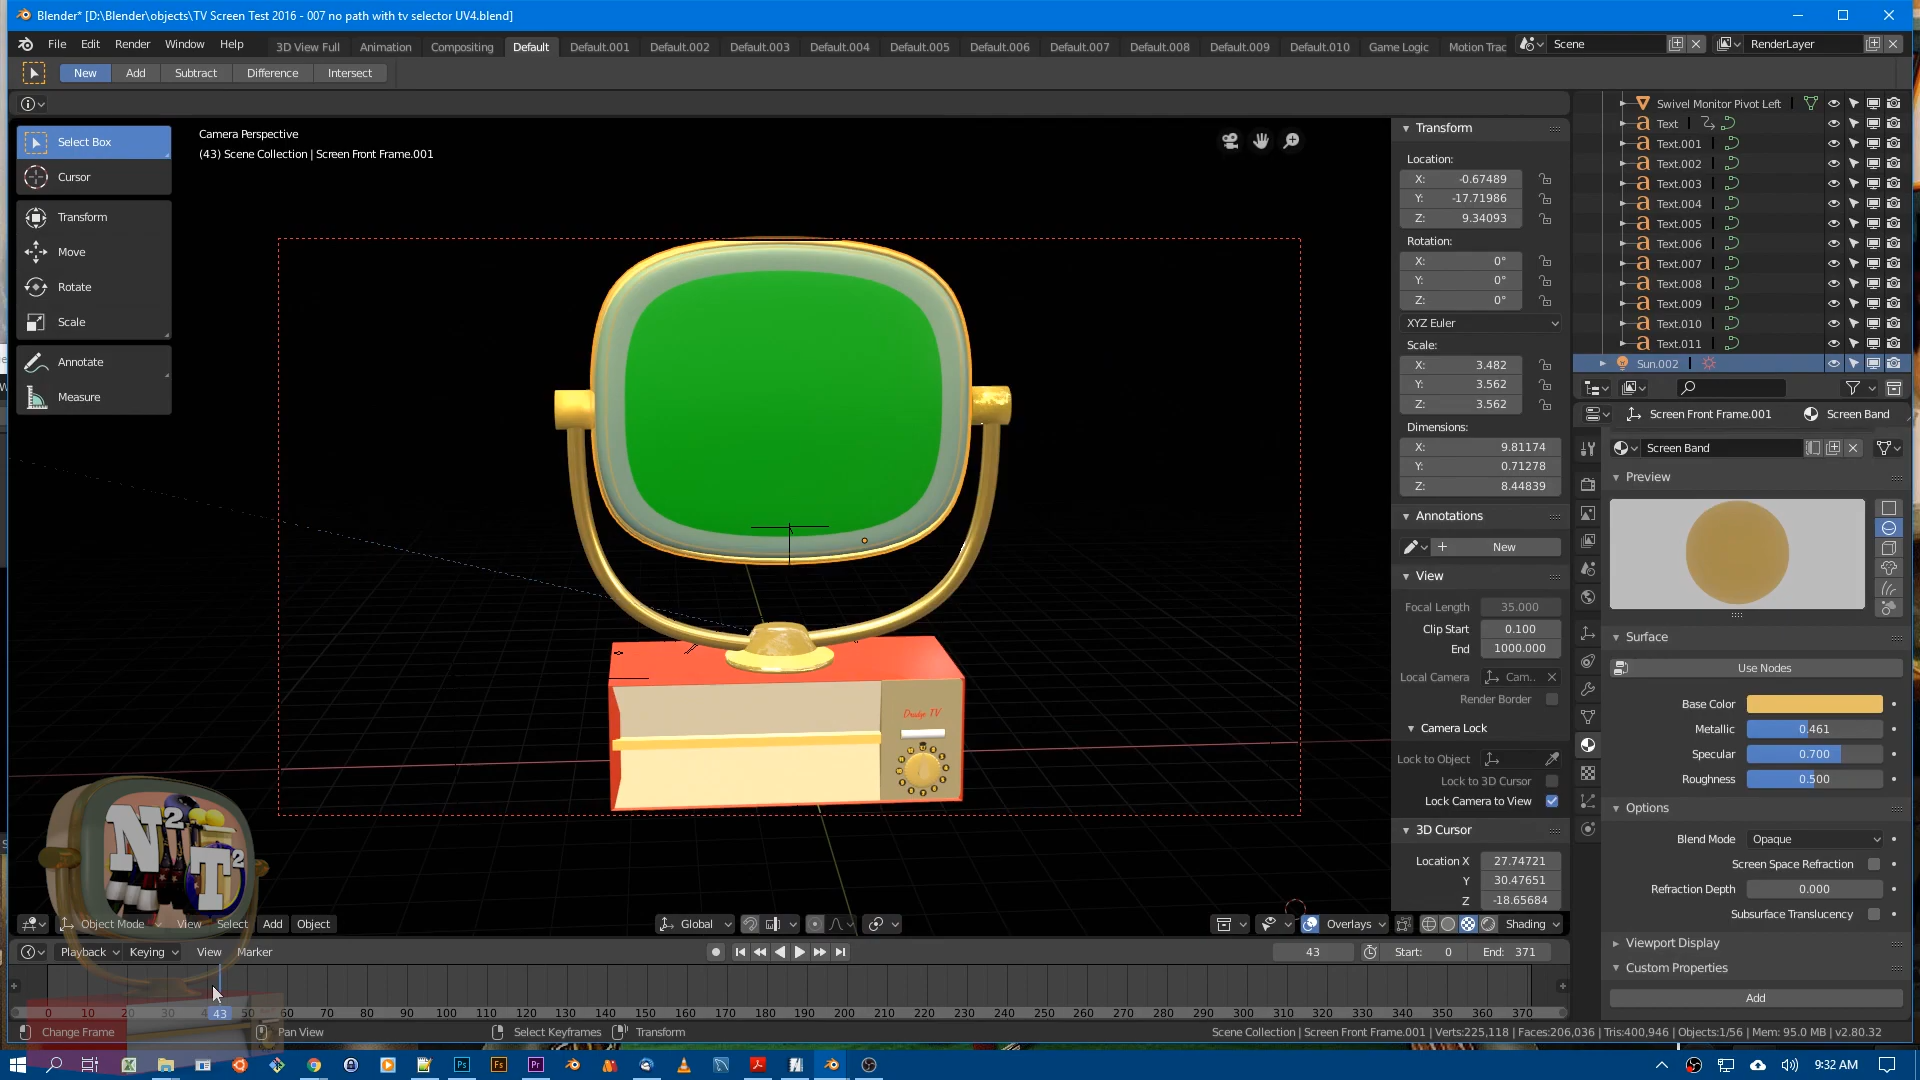 Blender* [D:\Blender\objects\TV Screen Test 2016 - 007 no path with tv selector UV4.blend]
File Edit Render Window Help 3D View Full Animation Compositing Default Default.001 Default.002 Default.003 Default.004 Default.005 Default.006 Default.007 Default.008 Default.009 Default.010 Game Logic Motion Trac Scene RenderLayer
New Add Subtract Difference Intersect
Select Box
Cursor
Transform
Move
Rotate
Scale
Annotate
Measure
Camera Perspective
(43) Scene Collection | Screen Front Frame.001
Transform
Location:
X: -0.67489
Y: -17.71986
Z: 9.34093
Rotation:
X: 0°
Y: 0°
Z: 0°
XYZ Euler
Scale:
X: 3.482
Y: 3.562
Z: 3.562
Dimensions:
X: 9.81174
Y: 0.71278
Z: 8.44839
Annotations
New
View
Focal Length 35.000
Clip Start 0.100
End 1000.000
Local Camera Cam..
Render Border
Camera Lock
Lock to Object
Lock to 3D Cursor
Lock Camera to View
3D Cursor
Location X 27.74721
Y 30.47651
Z -18.65684
Swivel Monitor Pivot Left
Text
Text.001
Text.002
Text.003
Text.004
Text.005
Text.006
Text.007
Text.008
Text.009
Text.010
Text.011
Sun.002
Screen Front Frame.001 Screen Band
Screen Band
Preview
Surface
Use Nodes
Base Color
Metallic 0.461
Specular 0.700
Roughness 0.500
Options
Blend Mode Opaque
Screen Space Refraction
Refraction Depth 0.000
Subsurface Translucency
Viewport Display
Custom Properties
Add
N2
T2
Object Mode View Select Add Object Global Overlays Shading
Playback Keying View Marker 43 Start: 0 End: 371
0 10 20 30 43 50 60 70 80 90 100 110 120 130 140 150 160 170 180 190 200 210 220 230 240 250 260 270 280 290 300 310 320 330 340 350 360 370
Change Frame Pan View Select Keyframes Transform Scene Collection | Screen Front Frame.001 | Verts:225,118 | Faces:206,036 | Tris:400,946 | Objects:1/56 | Mem: 95.0 MB | v2.80.32
9:32 AM